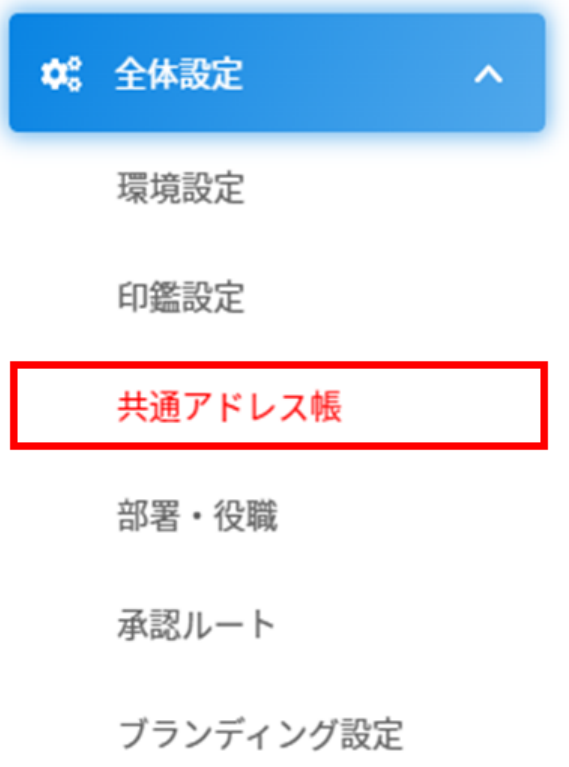 全体設定
環境設定
印鑑設定
共通アドレス帳
部署・役職
承認ルート
ブランディング設定